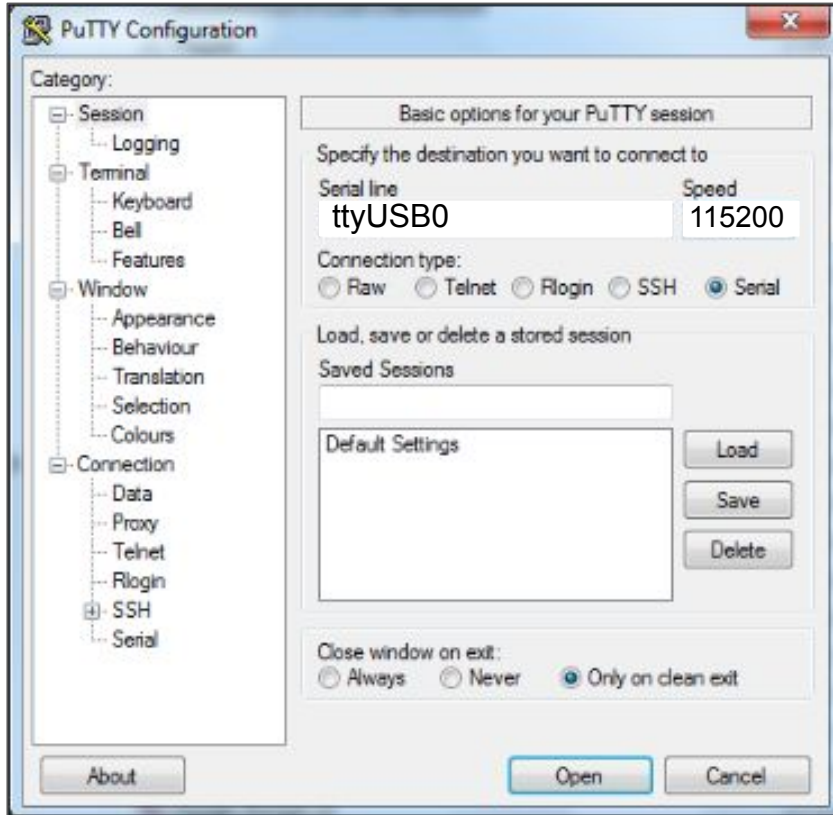 PuTTY Configuration
Category:
Session
Logging
Terminal
Keyboard
Bell
Features
Window
Appearance
Behaviour
Translation
Selection
Colours
Connection
Data
Proxy
Telnet
Rlogin
SSH
Serial
Basic options for your PuTTY session
Specify the destination you want to connect to
Serial line Speed
ttyUSB0 115200
Connection type:
Raw Telnet Rlogin SSH Serial
Load, save or delete a stored session
Saved Sessions
Default Settings
Load
Save
Delete
Close window on exit:
Always Never Only on clean exit
About Open Cancel